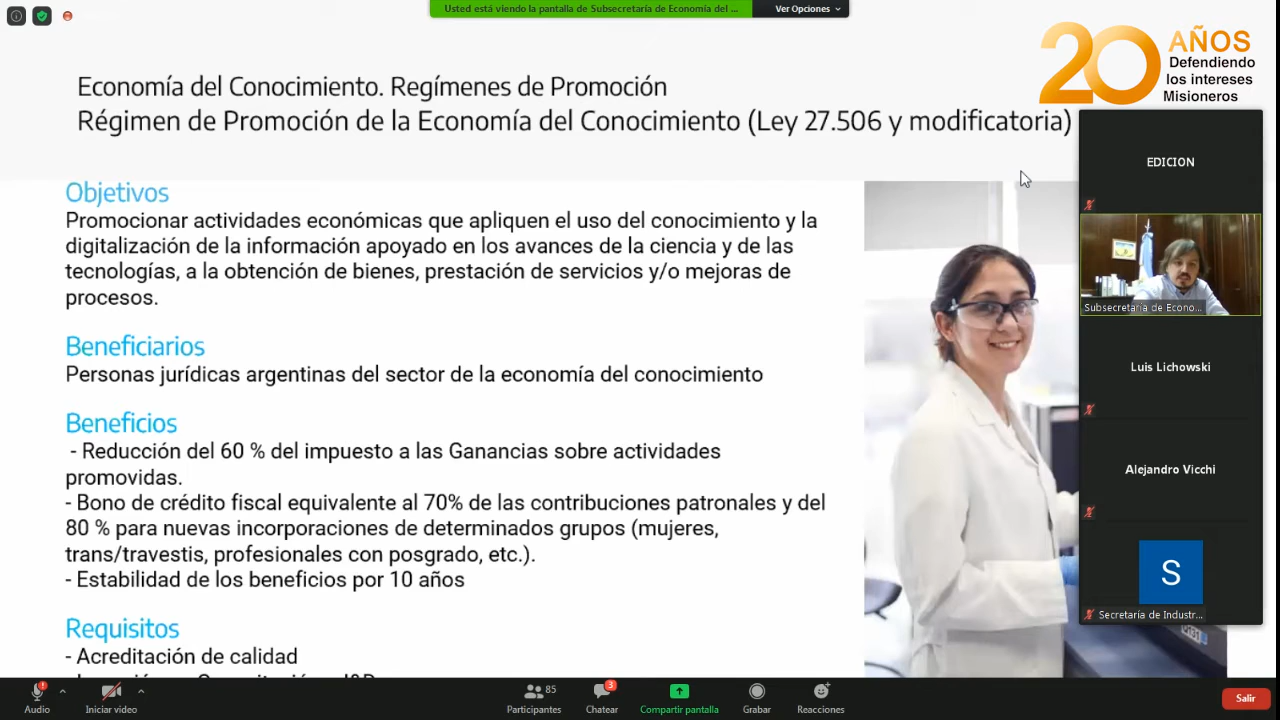 Usted está viendo la pantalla de Subsecretaría de Economía del ...
Ver Opciones
20 AÑOS
Defendiendo
los intereses
Misioneros
Economía del Conocimiento. Regímenes de Promoción
Régimen de Promoción de la Economía del Conocimiento (Ley 27.506 y modificatoria)
Objetivos
Promocionar actividades económicas que apliquen el uso del conocimiento y la
digitalización de la información apoyado en los avances de la ciencia y de las
tecnologías, a la obtención de bienes, prestación de servicios y/o mejoras de
procesos.
Beneficiarios
Personas jurídicas argentinas del sector de la economía del conocimiento
Beneficios
- Reducción del 60 % del impuesto a las Ganancias sobre actividades
promovidas.
- Bono de crédito fiscal equivalente al 70% de las contribuciones patronales y del
80 % para nuevas incorporaciones de determinados grupos (mujeres,
trans/travestis, profesionales con posgrado, etc.).
- Estabilidad de los beneficios por 10 años
Requisitos
- Acreditación de calidad
EDICION
Subsecretaría de Econo...
Luis Lichowski
Alejandro Vicchi
S
Secretaría de Industr...
Audio
Iniciar video
85
Participantes
3
Chatear
Compartir pantalla
Grabar
Reacciones
Salir